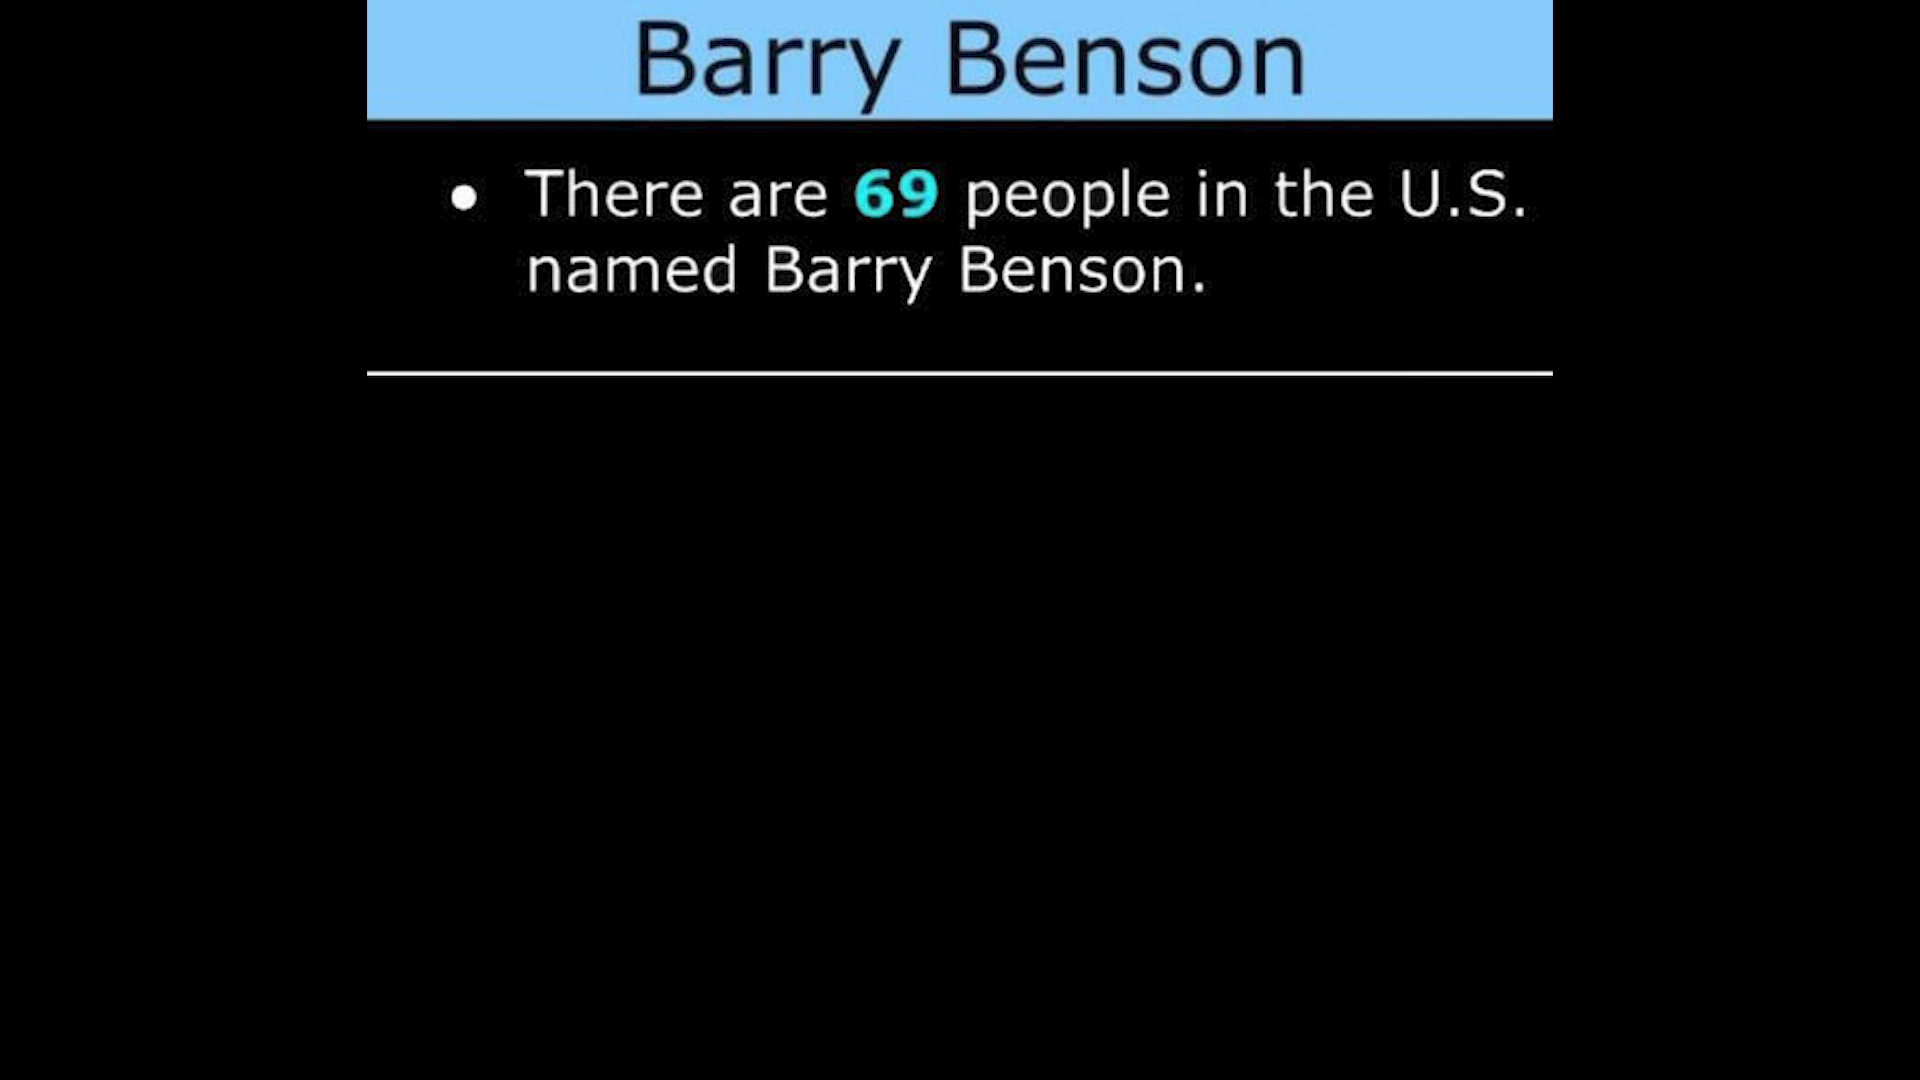 Barry Benson
• There are 69 people in the U.S.
named Barry Benson.